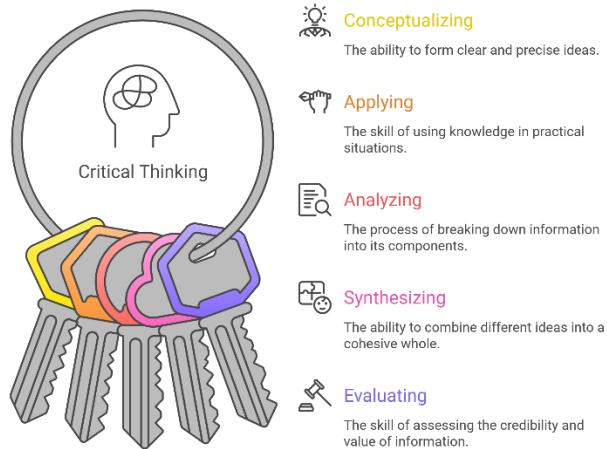 Critical Thinking
Conceptualizing
The ability to form clear and precise ideas.
Applying
The skill of using knowledge in practical
situations.
Analyzing
The process of breaking down information
into its components.
Synthesizing
The ability to combine different ideas into a
cohesive whole.
Evaluating
The skill of assessing the credibility and
value of information.